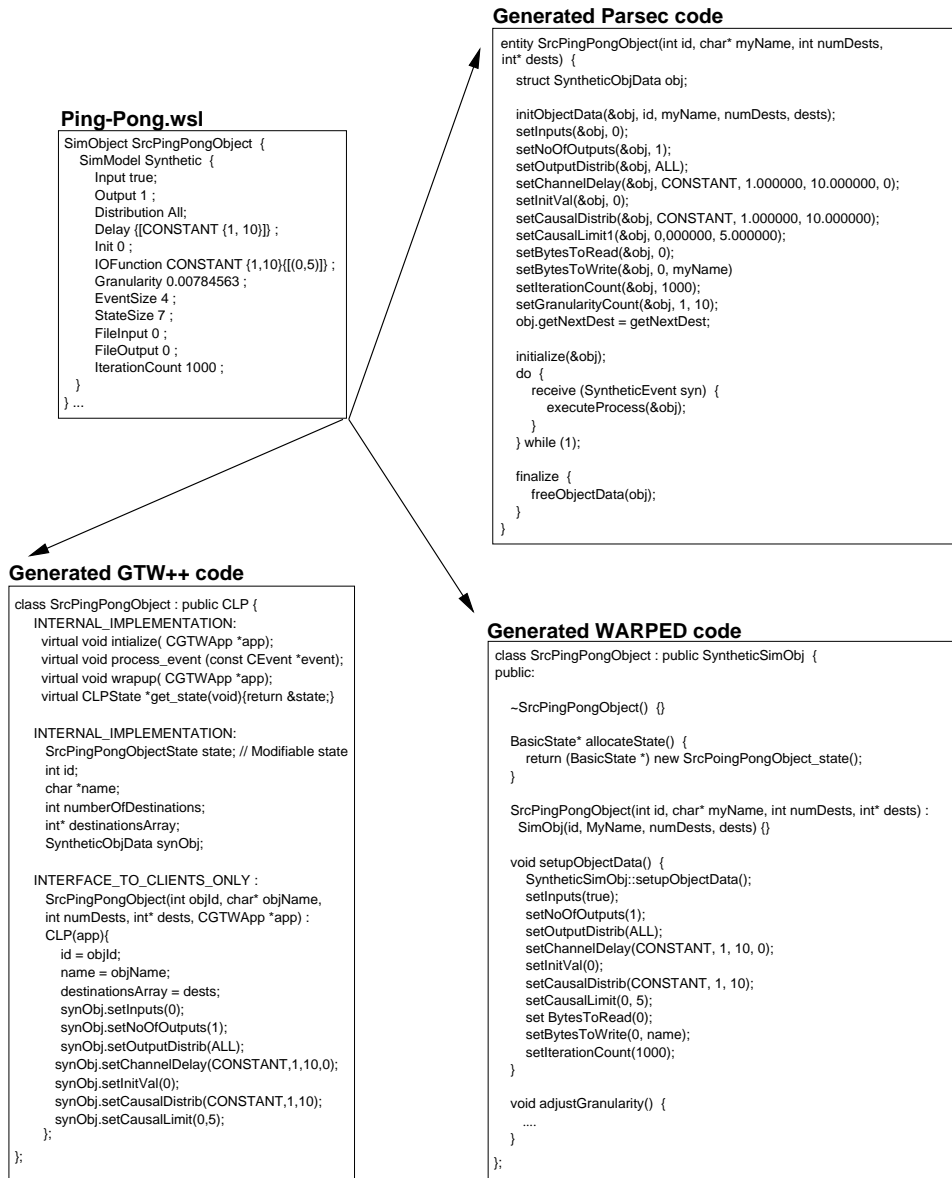 Ping-Pong.wsl
SimObject SrcPingPongObject {
SimModel Synthetic {
Input true;
Output 1 ;
Distribution All;
Delay {[CONSTANT {1, 10}]} ;
Init 0 ;
IOFunction CONSTANT {1,10}{[(0,5)]} ;
Granularity 0.00784563 ;
EventSize 4 ;
StateSize 7 ;
FileInput 0 ;
FileOutput 0 ;
IterationCount 1000 ;
}
} ...
Generated Parsec code
entity SrcPingPongObject(int id, char* myName, int numDests,
int* dests) {
struct SyntheticObjData obj;
initObjectData(&obj, id, myName, numDests, dests);
setInputs(&obj, 0);
setNoOfOutputs(&obj, 1);
setOutputDistrib(&obj, ALL);
setChannelDelay(&obj, CONSTANT, 1.000000, 10.000000, 0);
setInitVal(&obj, 0);
setCausalDistrib(&obj, CONSTANT, 1.000000, 10.000000);
setCausalLimit1(&obj, 0,000000, 5.000000);
setBytesToRead(&obj, 0);
setBytesToWrite(&obj, 0, myName)
setIterationCount(&obj, 1000);
setGranularityCount(&obj, 1, 10);
obj.getNextDest = getNextDest;
initialize(&obj);
do {
receive (SyntheticEvent syn) {
executeProcess(&obj);
}
} while (1);
finalize {
freeObjectData(obj);
}
}
Generated GTW++ code
class SrcPingPongObject : public CLP {
INTERNAL_IMPLEMENTATION:
virtual void intialize( CGTWApp *app);
virtual void process_event (const CEvent *event);
virtual void wrapup( CGTWApp *app);
virtual CLPState *get_state(void){return &state;}
INTERNAL_IMPLEMENTATION:
SrcPingPongObjectState state; // Modifiable state
int id;
char *name;
int numberOfDestinations;
int* destinationsArray;
SyntheticObjData synObj;
INTERFACE_TO_CLIENTS_ONLY :
SrcPingPongObject(int objId, char* objName,
int numDests, int* dests, CGTWApp *app) :
CLP(app){
id = objId;
name = objName;
destinationsArray = dests;
synObj.setInputs(0);
synObj.setNoOfOutputs(1);
synObj.setOutputDistrib(ALL);
synObj.setChannelDelay(CONSTANT,1,10,0);
synObj.setInitVal(0);
synObj.setCausalDistrib(CONSTANT,1,10);
synObj.setCausalLimit(0,5);
};
};
Generated WARPED code
class SrcPingPongObject : public SyntheticSimObj {
public:
~SrcPingPongObject() {}
BasicState* allocateState() {
return (BasicState *) new SrcPoingPongObject_state();
}
SrcPingPongObject(int id, char* myName, int numDests, int* dests) :
SimObj(id, MyName, numDests, dests) {}
void setupObjectData() {
SyntheticSimObj::setupObjectData();
setInputs(true);
setNoOfOutputs(1);
setOutputDistrib(ALL);
setChannelDelay(CONSTANT, 1, 10, 0);
setInitVal(0);
setCausalDistrib(CONSTANT, 1, 10);
setCausalLimit(0, 5);
set BytesToRead(0);
setBytesToWrite(0, name);
setIterationCount(1000);
}
void adjustGranularity() {
....
}
};